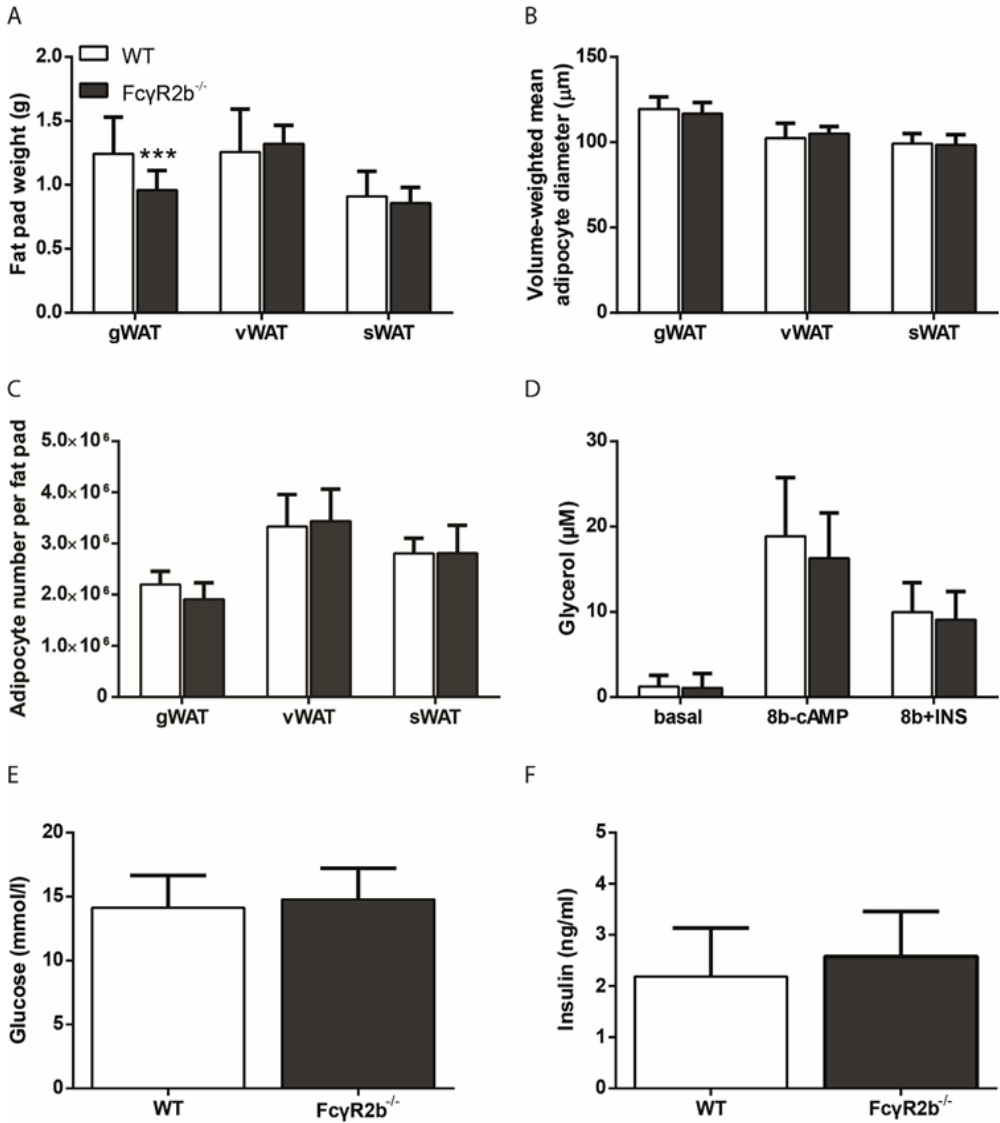 A
2.0
1.5
1.0
0.5
0.0
Fat pad weight (g)
WT
FcγR2b-/-
***
gWAT vWAT sWAT
B
150
100
50
0
Volume-weighted mean
adipocyte diameter (μm)
gWAT vWAT sWAT
C
5.0×10⁶
4.0×10⁶
3.0×10⁶
2.0×10⁶
1.0×10⁶
0
Adipocyte number per fat pad
gWAT vWAT sWAT
D
30
20
10
0
Glycerol (μM)
basal 8b-cAMP 8b+INS
E
20
15
10
5
0
Glucose (mmol/l)
WT FcγR2b-/-
F
5
4
3
2
1
0
Insulin (ng/ml)
WT FcγR2b-/-